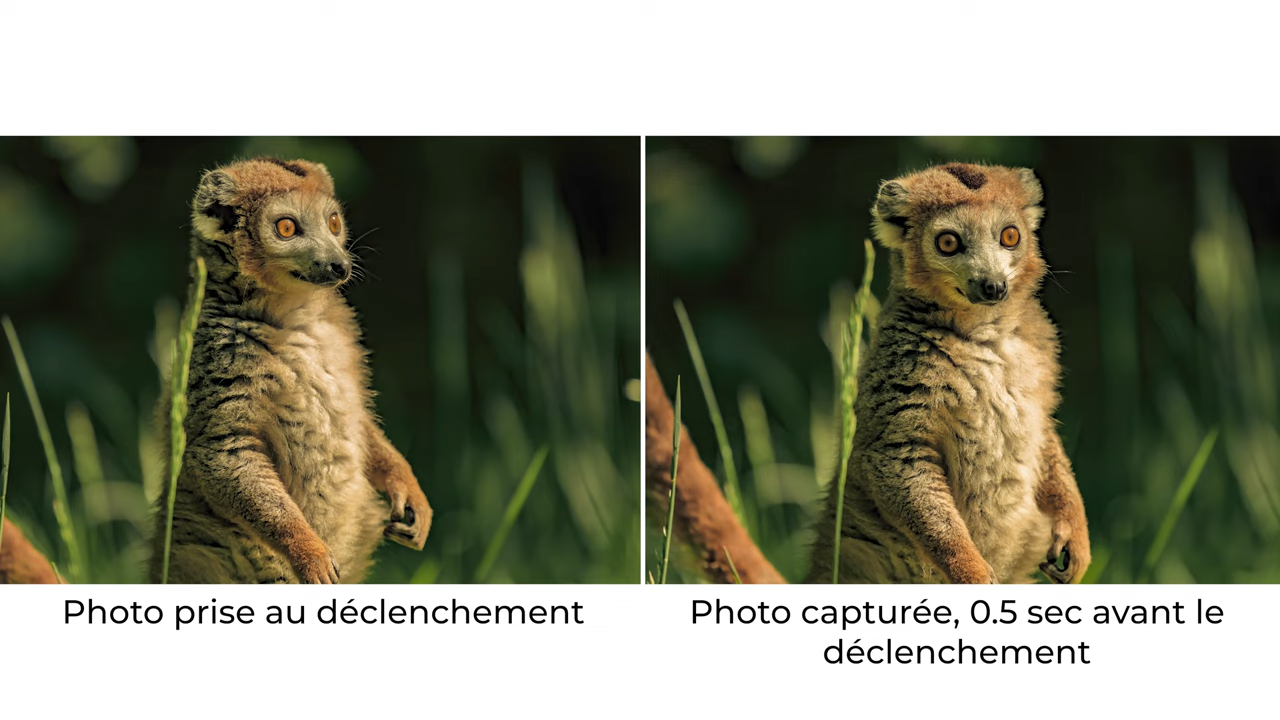 Photo prise au déclenchement
Photo capturée, 0.5 sec avant le
déclenchement